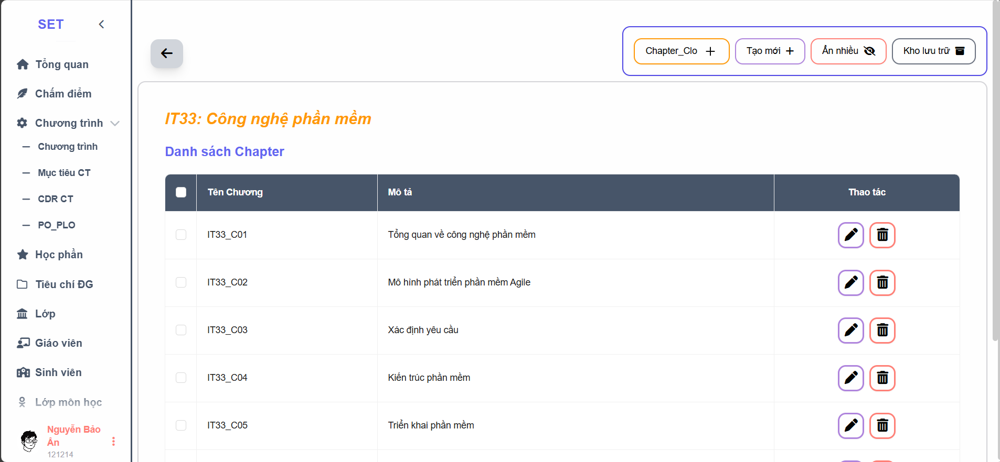 SET
Tổng quan
Chấm điểm
Chương trình
Chương trình
Mục tiêu CT
CDR CT
PO_PLO
Học phần
Tiêu chí ĐG
Lớp
Giáo viên
Sinh viên
Lớp môn học
Nguyễn Bảo
Ân
121214
Chapter_Clo
Tạo mới
Ẩn nhiều
Kho lưu trữ
IT33: Công nghệ phần mềm
Danh sách Chapter
Tên Chương Mô tả Thao tác
IT33_C01 Tổng quan về công nghệ phần mềm
IT33_C02 Mô hình phát triển phần mềm Agile
IT33_C03 Xác định yêu cầu
IT33_C04 Kiến trúc phần mềm
IT33_C05 Triển khai phần mềm